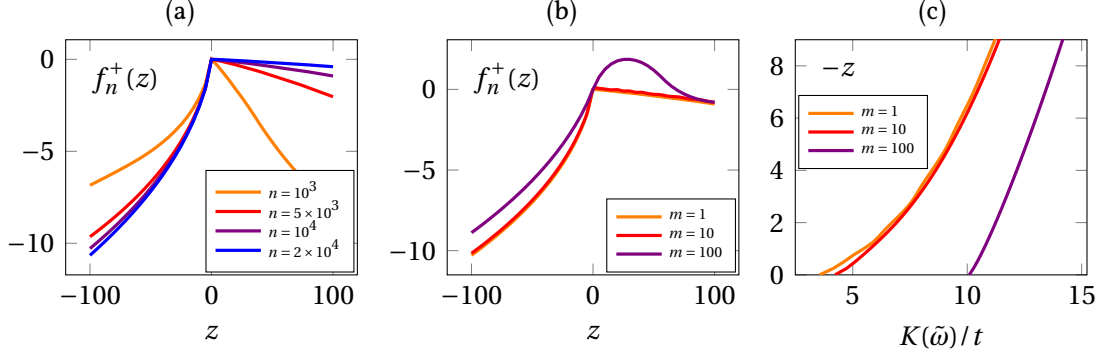 (a)
0
−5
−10
−100
0
100
z
f_n^+(z)
n = 10^3
n = 5 × 10^3
n = 10^4
n = 2 × 10^4
(b)
0
−5
−10
−100
0
100
z
f_n^+(z)
m = 1
m = 10
m = 100
(c)
8
6
4
2
0
5
10
15
K(ω̃)/t
−z
m = 1
m = 10
m = 100